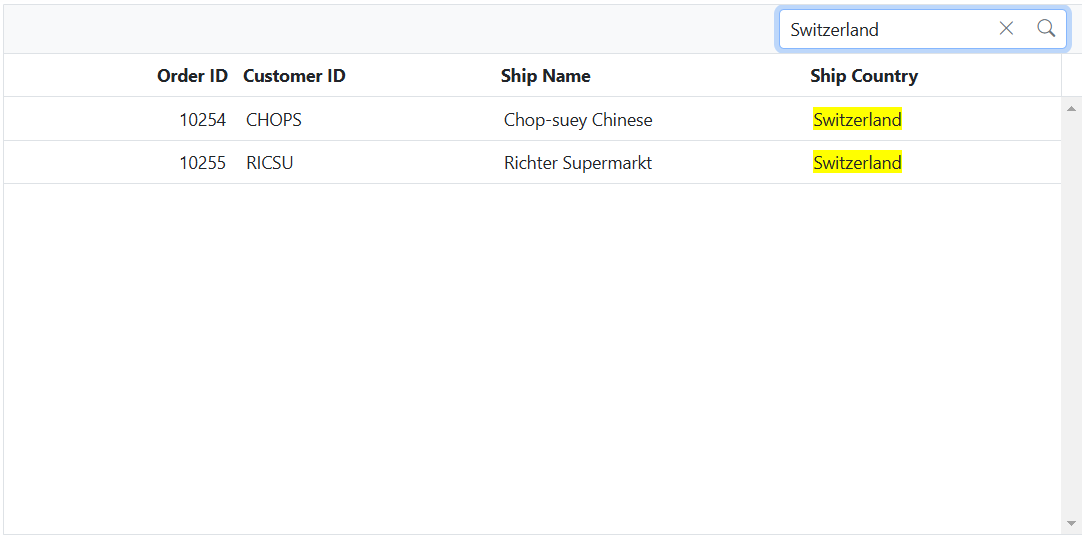 Switzerland
Order ID Customer ID Ship Name Ship Country
10254 CHOPS Chop-suey Chinese Switzerland
10255 RICSU Richter Supermarkt Switzerland